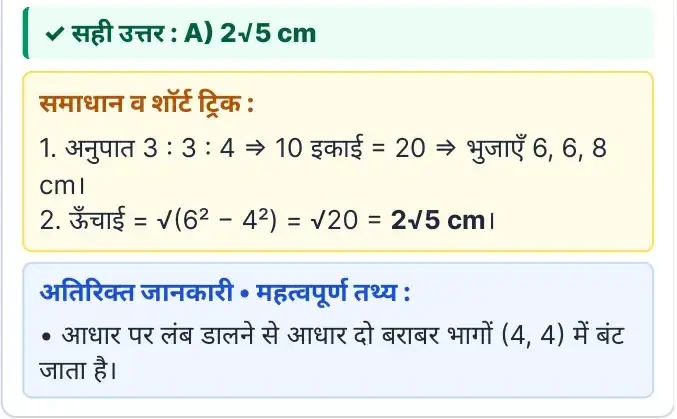 ✓ सही उत्तर : A) 2√5 cm
समाधान व शॉर्ट ट्रिक :
1. अनुपात 3 : 3 : 4 ⇒ 10 इकाई = 20 ⇒ भुजाएँ 6, 6, 8
cm।
2. ऊँचाई = √(6² − 4²) = √20 = 2√5 cm।
अतिरिक्त जानकारी • महत्वपूर्ण तथ्य :
• आधार पर लंब डालने से आधार दो बराबर भागों (4, 4) में बंट
जाता है।